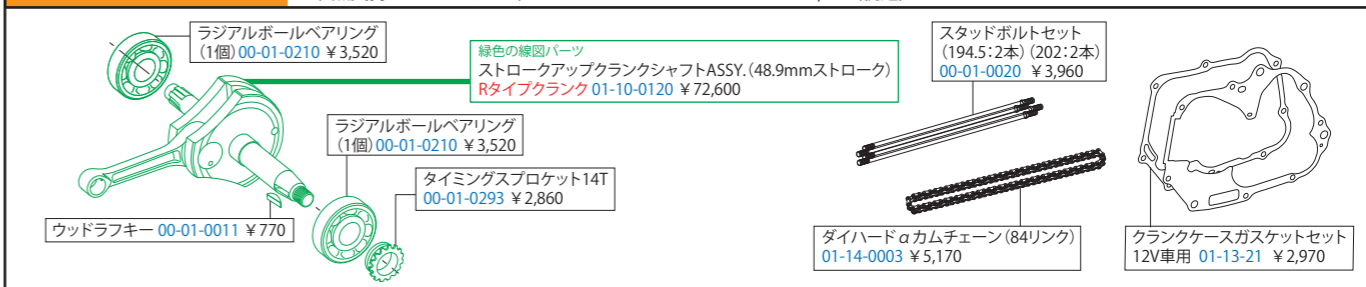 ラジアルボールベアリング
(1個)00-01-0210 ¥3,520
緑色の線図パーツ
ストロークアップクランクシャフトASSY.(48.9mmストローク)
Rタイプクランク 01-10-0120 ¥72,600
スタッドボルトセット
(194.5:2本)(202:2本)
00-01-0020 ¥3,960
ラジアルボールベアリング
(1個)00-01-0210 ¥3,520
タイミングスプロケット14T
00-01-0293 ¥2,860
ウッドラフキー 00-01-0011 ¥770
ダイハードαカムチェーン(84リンク)
01-14-0003 ¥5,170
クランクケースガスケットセット
12V車用 01-13-21 ¥2,970